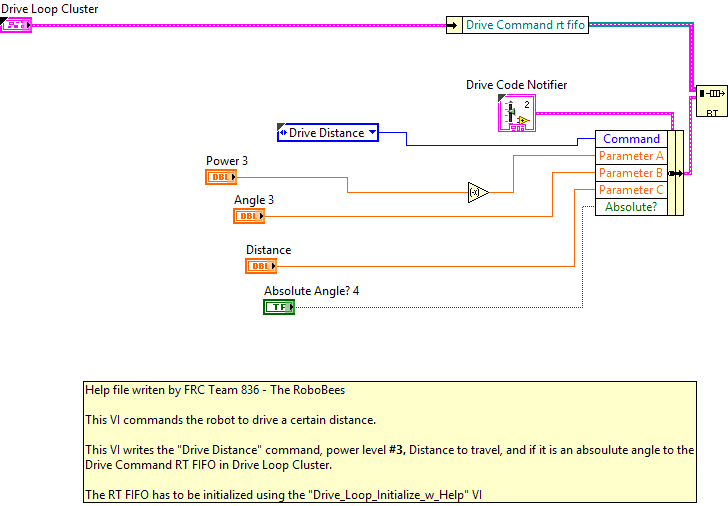 Drive Loop Cluster
Drive Command rt fifo
RT
Drive Code Notifier
2
Drive Distance
Command
Power 3
Parameter A
DBL
Parameter B
Angle 3
Parameter C
DBL
Absolute?
Distance
DBL
Absolute Angle? 4
TF
Help file writen by FRC Team 836 - The RoboBees
This VI commands the robot to drive a certain distance.
This VI writes the "Drive Distance" command, power level #3, Distance to travel, and if it is an absoulute angle to the
Drive Command RT FIFO in Drive Loop Cluster.
The RT FIFO has to be initialized using the "Drive_Loop_Initialize_w_Help" VI